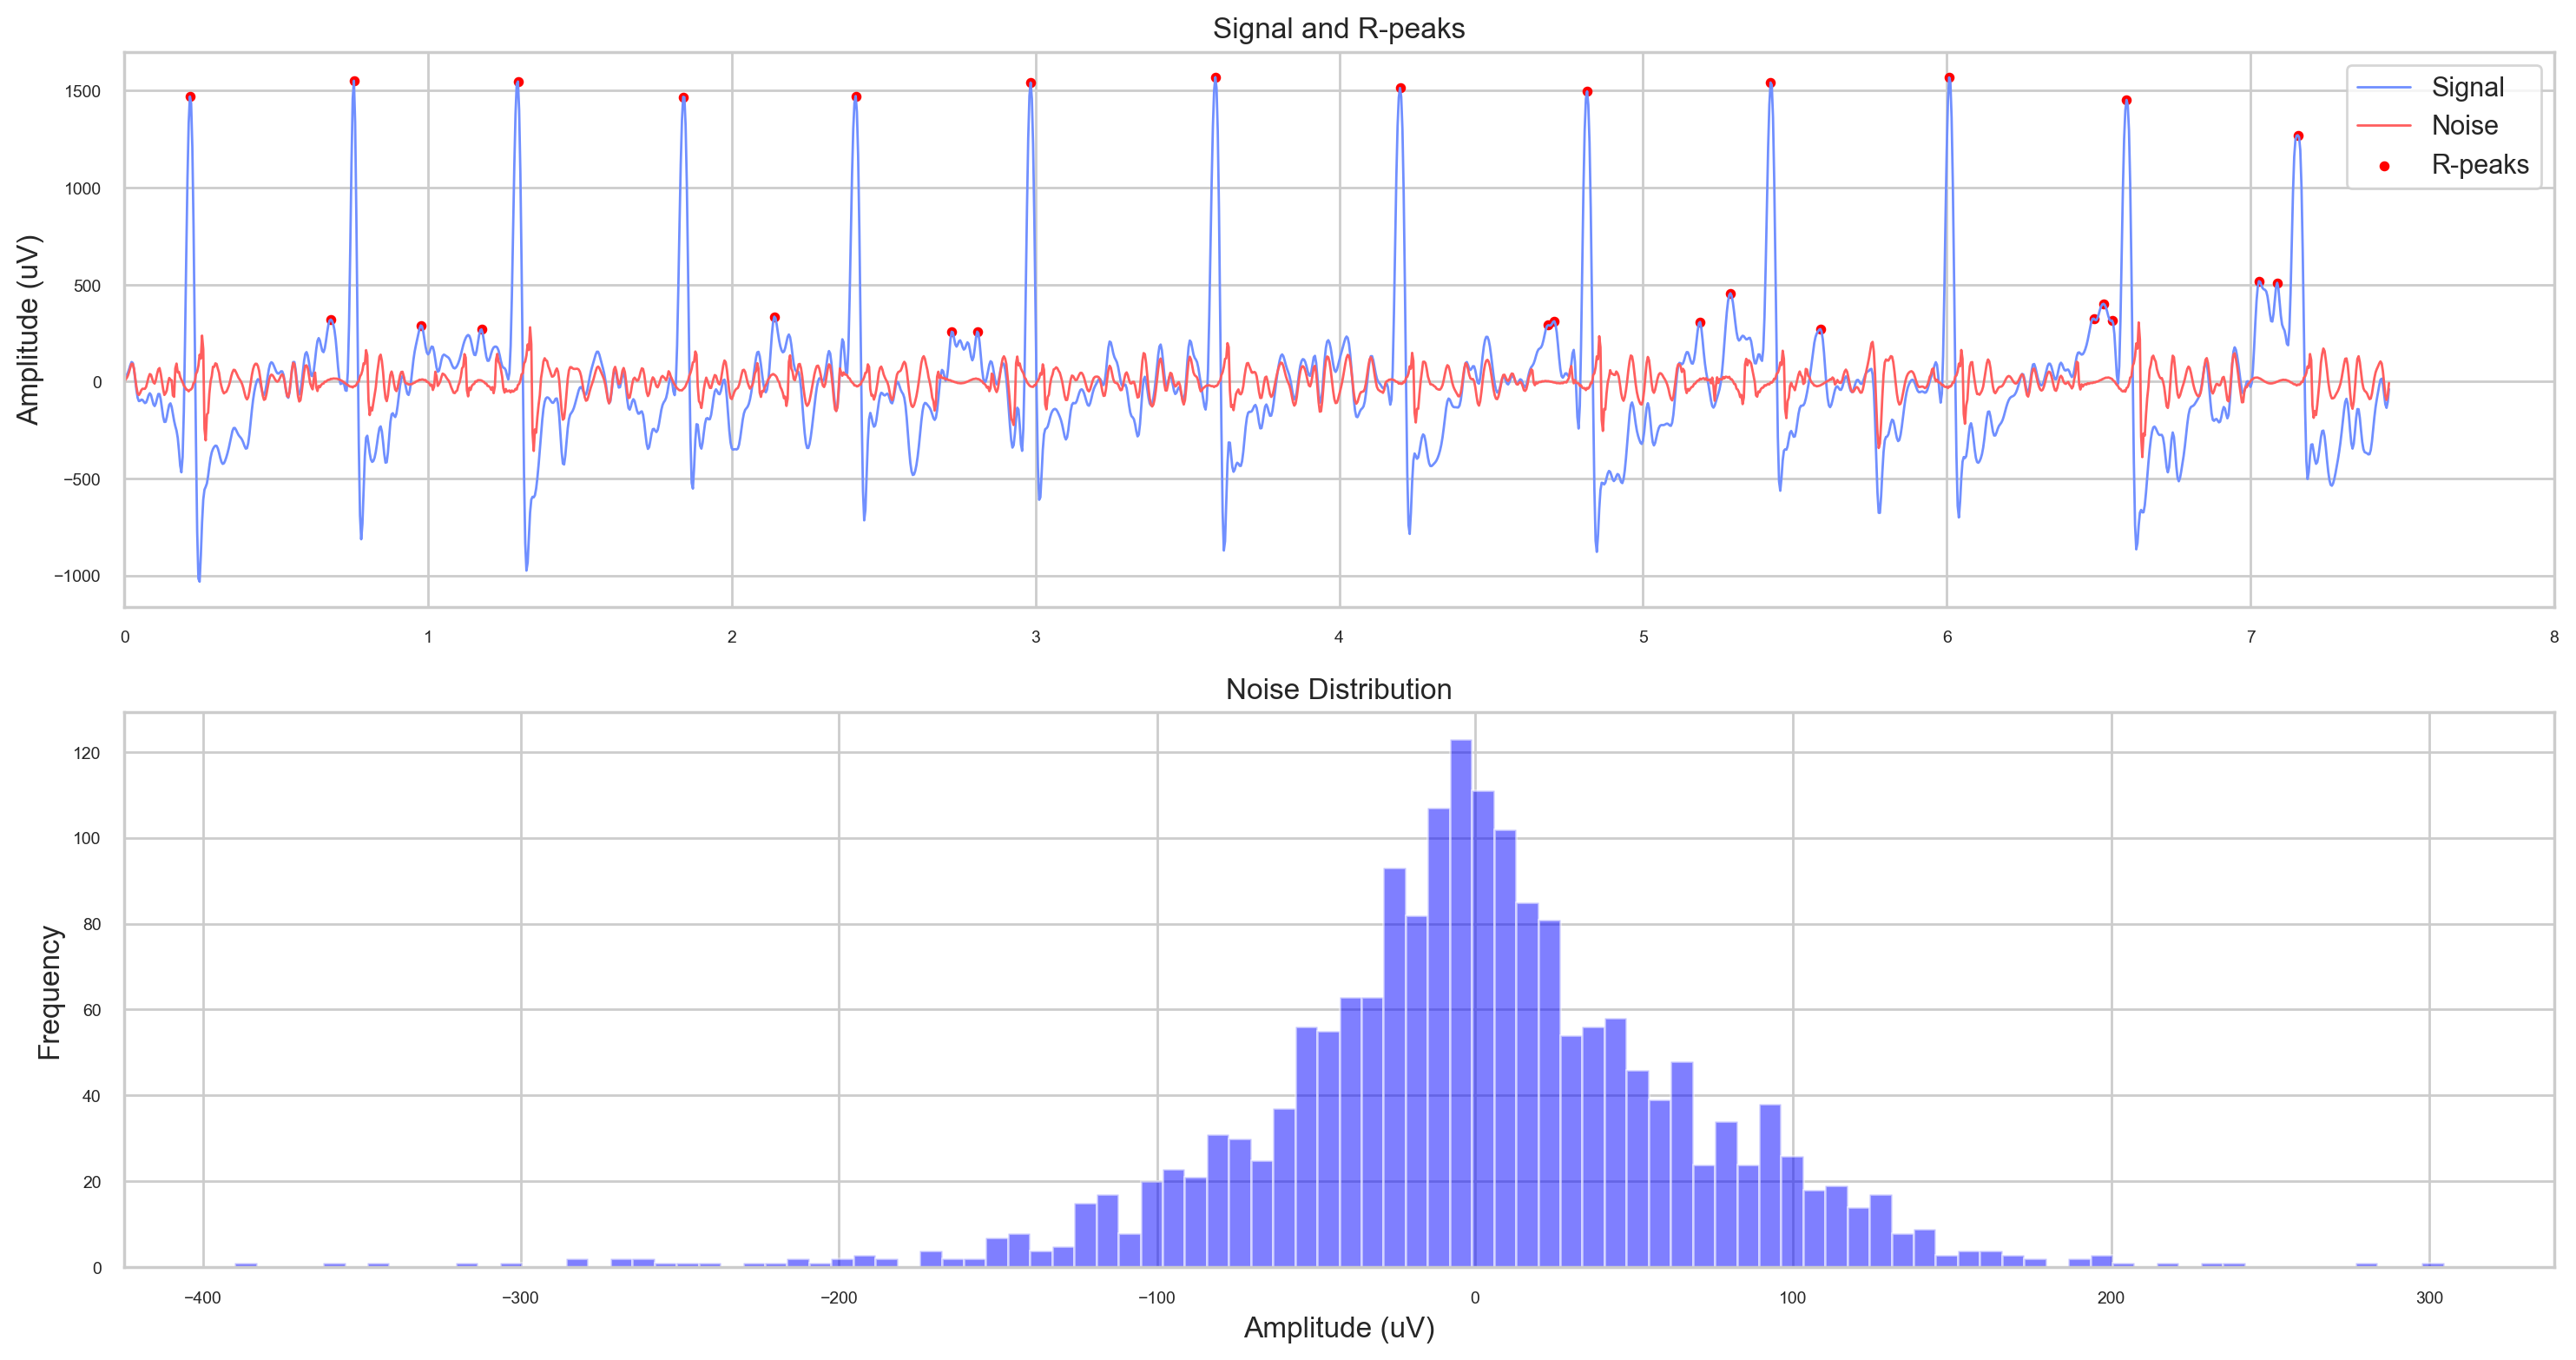 Signal and R-peaks
Amplitude (uV)
1500
1000
500
0
−500
−1000
Signal
Noise
R-peaks
0 1 2 3 4 5 6 7 8
Noise Distribution
Frequency
120
100
80
60
40
20
0
−400 −300 −200 −100 0 100 200 300
Amplitude (uV)